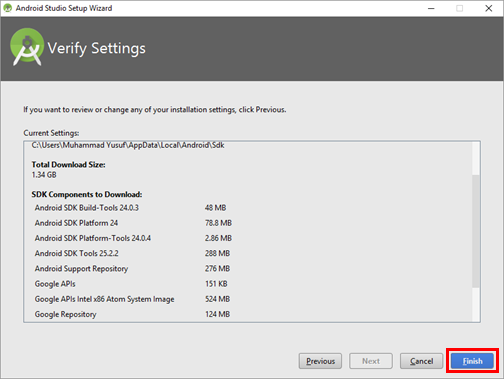 Android Studio Setup Wizard
Verify Settings
If you want to review or change any of your installation settings, click Previous.
Current Settings:
C:\Users\Muhammad Yusuf\AppData\Local\Android\Sdk
Total Download Size:
1.34 GB
SDK Components to Download:
Android SDK Build-Tools 24.0.3 48 MB
Android SDK Platform 24 78.8 MB
Android SDK Platform-Tools 24.0.4 2.86 MB
Android SDK Tools 25.2.2 288 MB
Android Support Repository 276 MB
Google APIs 151 KB
Google APIs Intel x86 Atom System Image 524 MB
Google Repository 124 MB
Previous Next Cancel Finish